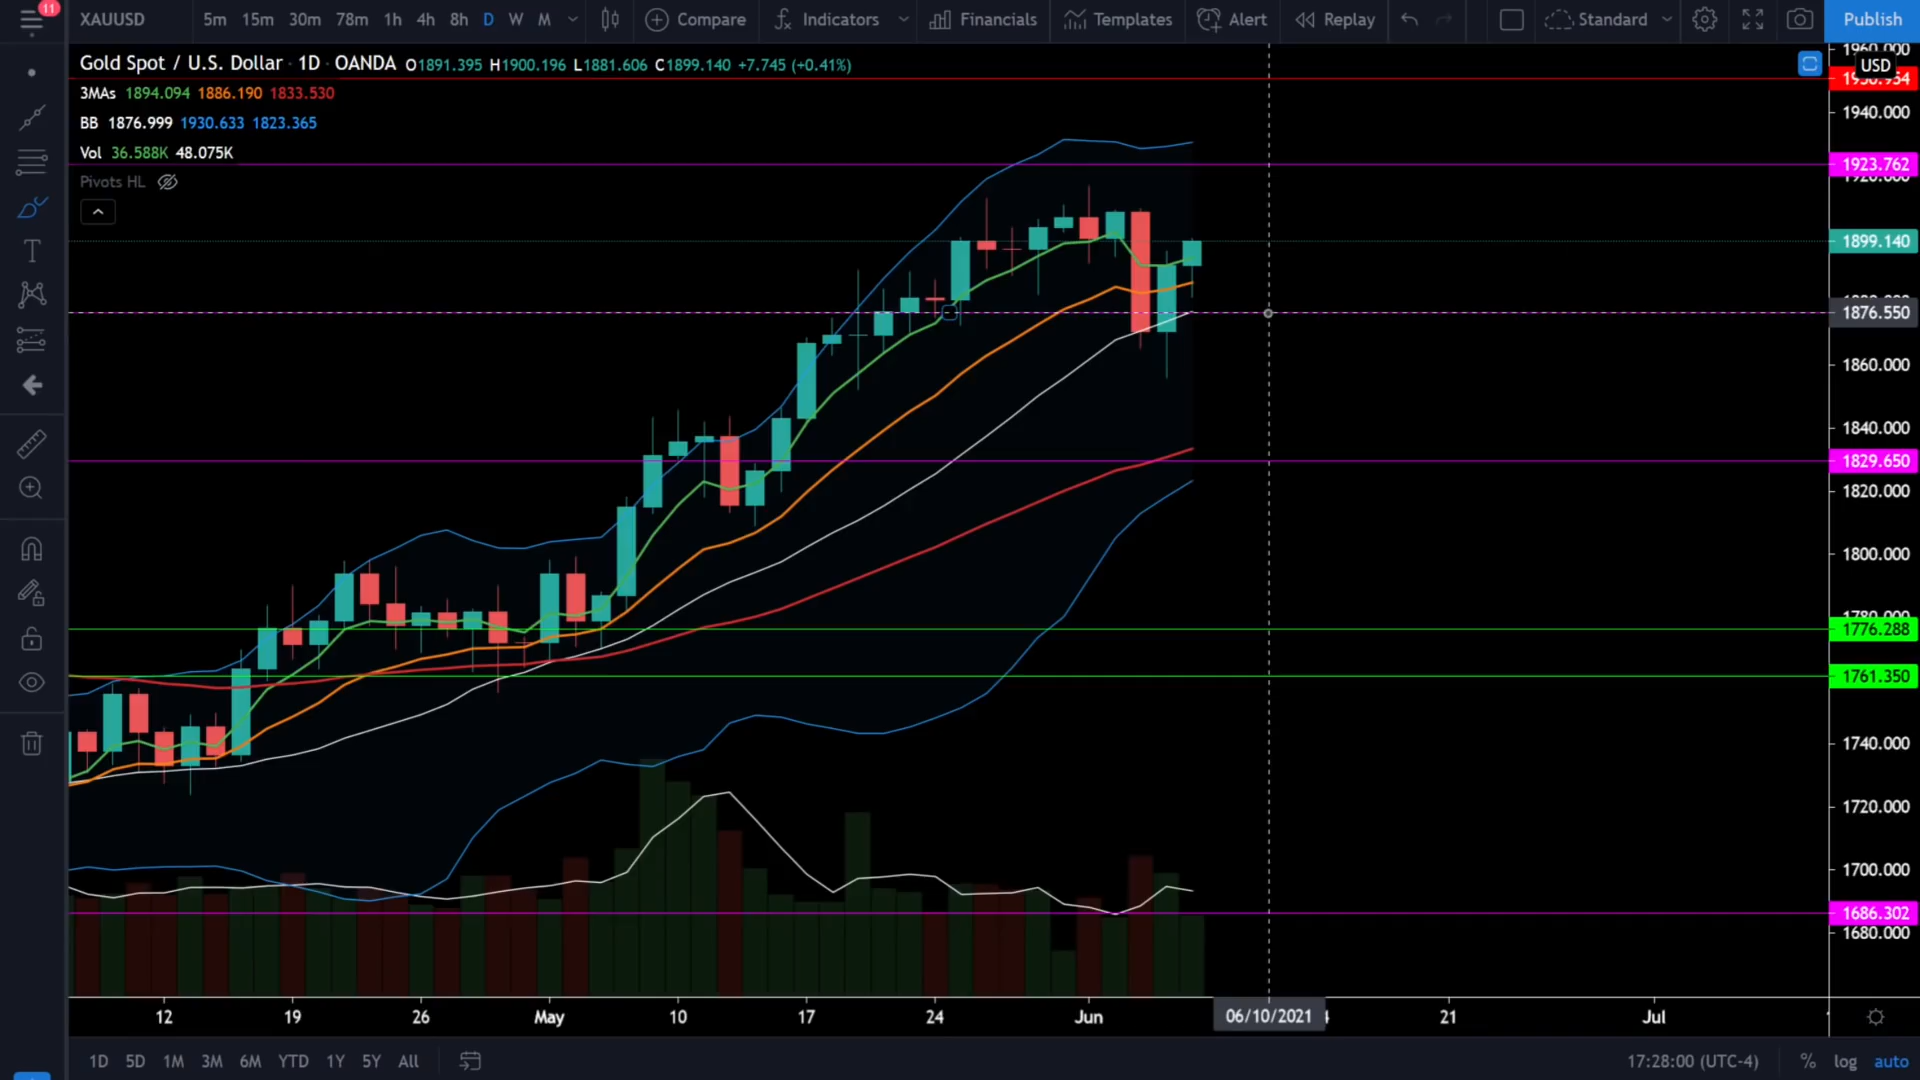 11
XAUUSD 5m 15m 30m 78m 1h 4h 8h D W M Compare Indicators Financials Templates Alert Replay Standard Publish
Gold Spot / U.S. Dollar · 1D · OANDA O1891.395 H1900.196 L1881.606 C1899.140 +7.745 (+0.41%)
3MAs 1894.094 1886.190 1833.530
BB 1876.999 1930.633 1823.365
Vol 36.588K 48.075K
Pivots HL
1960.000
USD
1940.000
1923.762
1920.000
1899.140
1876.550
1860.000
1840.000
1829.650
1820.000
1800.000
1780.000
1776.288
1761.350
1740.000
1720.000
1700.000
1686.302
1680.000
12 19 26 May 10 17 24 Jun 06/10/2021 21 Jul
1D 5D 1M 3M 6M YTD 1Y 5Y All 17:28:00 (UTC-4) % log auto